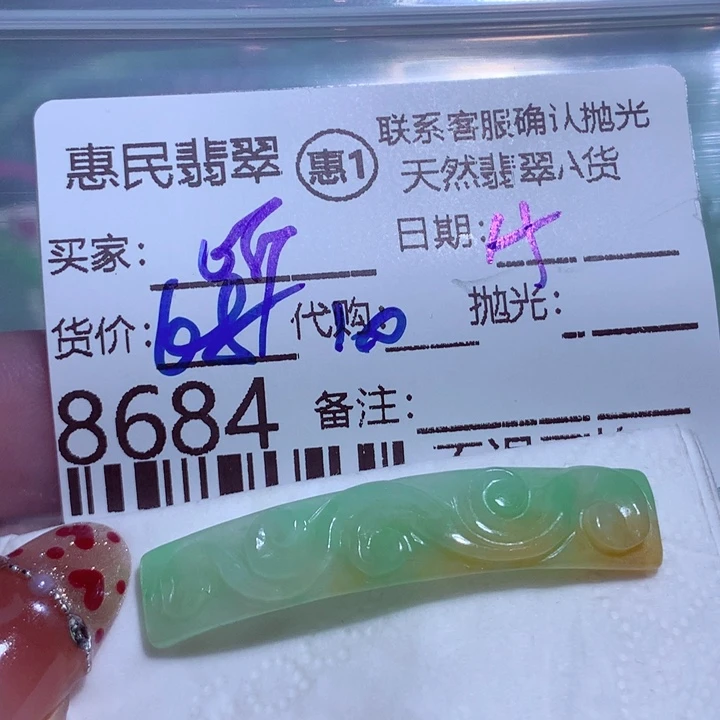 惠民翡翠 惠1 联系客服确认抛光
天然翡翠A货
买家: 日期:
货价: 代购: 抛光:
8684 备注: